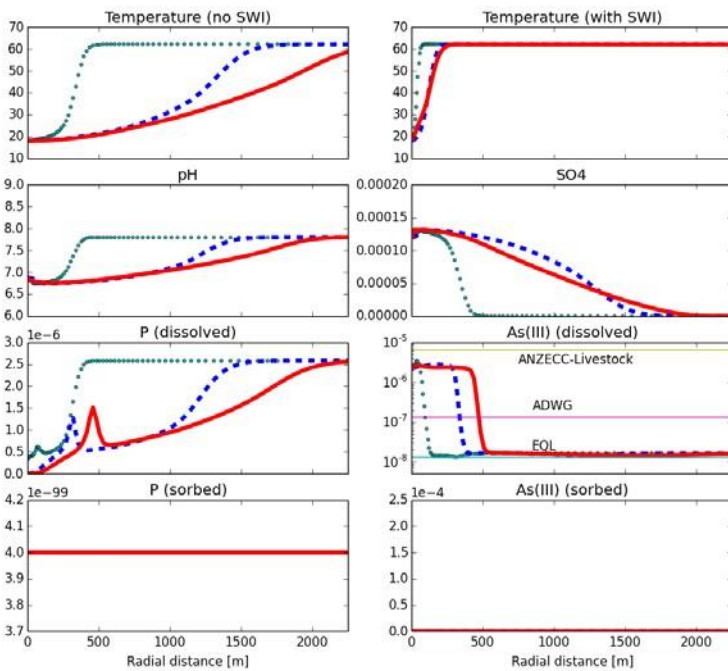 Temperature (no SWI)
70
60
50
40
30
20
10
Temperature (with SWI)
70
60
50
40
30
20
10
pH
9.0
8.5
8.0
7.5
7.0
6.5
6.0
SO4
0.00020
0.00015
0.00010
0.00005
0.00000
1e−6
P (dissolved)
3.0
2.5
2.0
1.5
1.0
0.5
0.0
As(III) (dissolved)
10⁻⁵
10⁻⁶
10⁻⁷
10⁻⁸
ANZECC-Livestock
ADWG
EQL
1e−99
P (sorbed)
4.2
4.1
4.0
3.9
3.8
3.7
0 500 1000 1500 2000
Radial distance [m]
1e−4
As(III) (sorbed)
2.5
2.0
1.5
1.0
0.5
0.0
0 500 1000 1500 2000
Radial distance [m]